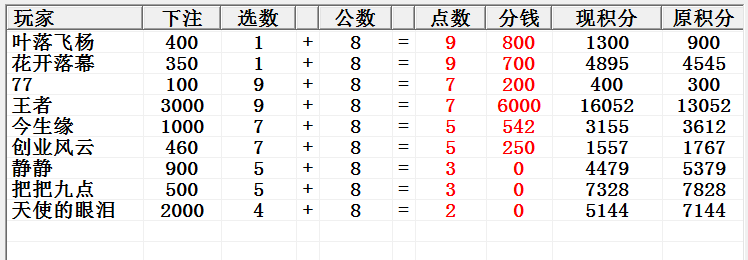 玩家 下注 选数 公数 点数 分钱 现积分 原积分
叶落飞杨 400 1 + 8 = 9 800 1300 900
花开落幕 350 1 + 8 = 9 700 4895 4545
77 100 9 + 8 = 7 200 400 300
王者 3000 9 + 8 = 7 6000 16052 13052
今生缘 1000 7 + 8 = 5 542 3155 3612
创业风云 460 7 + 8 = 5 250 1557 1767
静静 900 5 + 8 = 3 0 4479 5379
把把九点 500 5 + 8 = 3 0 7328 7828
天使的眼泪 2000 4 + 8 = 2 0 5144 7144